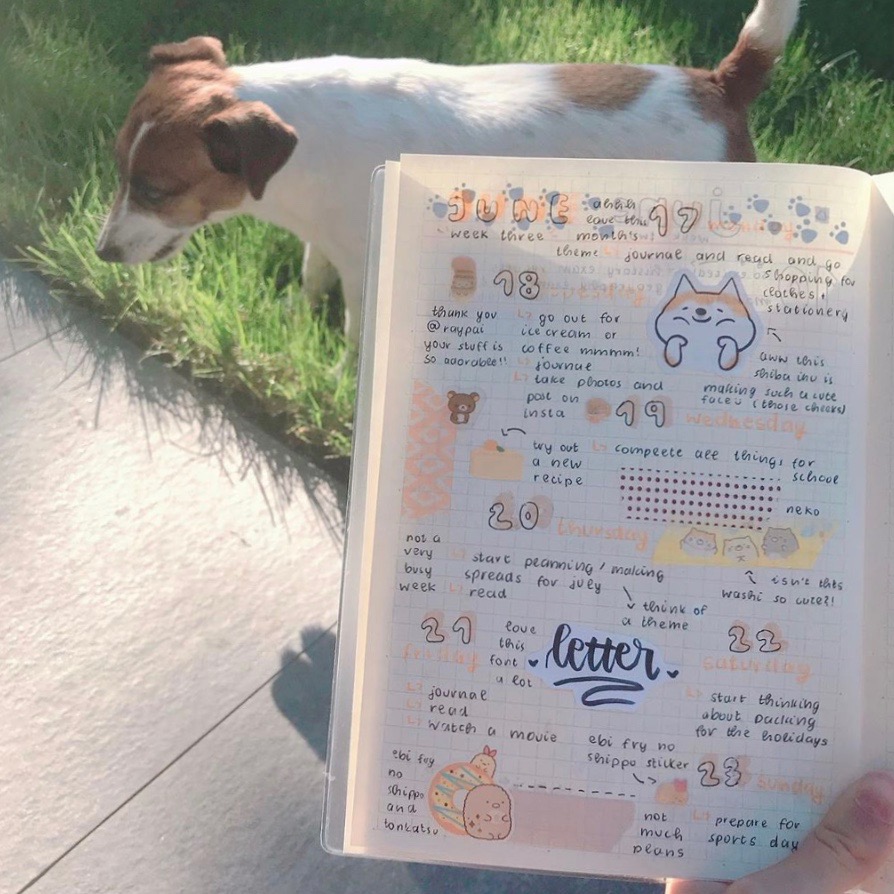 JUNE
week three
ahhh
love this
month's
theme
17
monday
journal and read and go
shopping for
clothes +
stationery
18
thank you
@raypai
your stuff is
so adorable!!
go out for
ice cream or
coffee mmmm!
journal
take photos and
post on
insta
aww this
shiba inu is
making such a cute
face (those cheeks)
19 wednesday
try out
a new
recipe
complete all things for
school
neko
isn't this
washi so cute?!
20 thursday
not a
very
busy
week
start planning / making
spreads for july
read
think of
a theme
21
friday
love
this
font
a lot
letter
journal
read
watch a movie
22
saturday
start thinking
about packing
for the holidays
ebi fry
no
shippo
and
tonkatsu
ebi fry no
shippo sticker
23 sunday
not
much
plans
prepare for
sports day